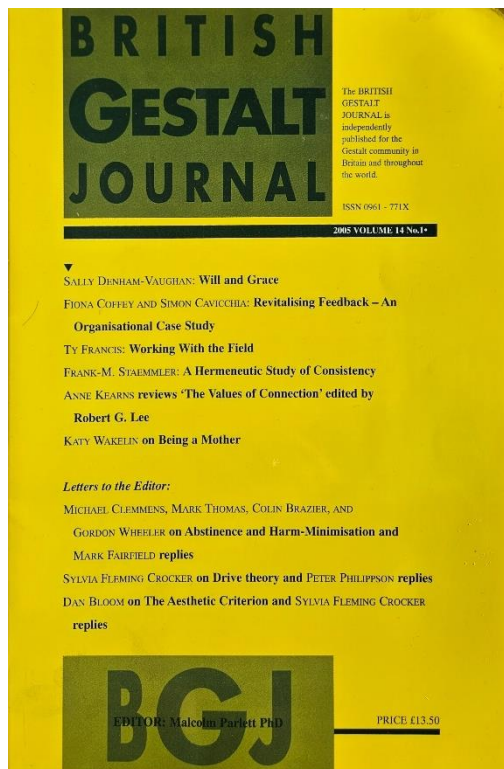 BRITISH
GESTALT
JOURNAL
The BRITISH
GESTALT
JOURNAL is
independently
published for the
Gestalt community in
Britain and throughout
the world.
ISSN 0961 - 771X
2005 VOLUME 14 No.1•
▼
SALLY DENHAM-VAUGHAN: Will and Grace
FIONA COFFEY AND SIMON CAVICCHIA: Revitalising Feedback – An
Organisational Case Study
TY FRANCIS: Working With the Field
FRANK-M. STAEMMLER: A Hermeneutic Study of Consistency
ANNE KEARNS reviews ‘The Values of Connection’ edited by
Robert G. Lee
KATY WAKELIN on Being a Mother
Letters to the Editor:
MICHAEL CLEMMENS, MARK THOMAS, COLIN BRAZIER, AND
GORDON WHEELER on Abstinence and Harm-Minimisation and
MARK FAIRFIELD replies
SYLVIA FLEMING CROCKER on Drive theory and PETER PHILIPPSON replies
DAN BLOOM on The Aesthetic Criterion and SYLVIA FLEMING CROCKER
replies
BGJ
EDITOR: Malcolm Parlett PhD
PRICE £13.50